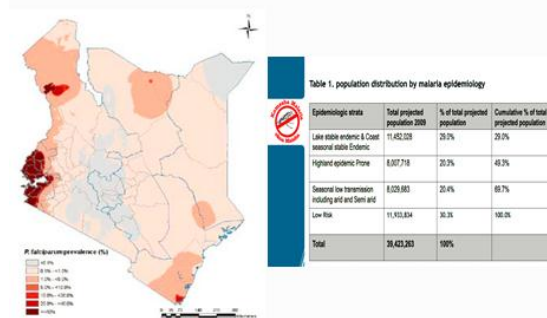 N
P. falciparum prevalence (%)
Table 1. population distribution by malaria epidemiology
Epidemiologic strata
Total projected population 2009
% of total projected population
Cumulative % of total projected population
Lake stable endemic & Coast seasonal stable Endemic
11,452,028
29.0%
29.0%
Highland epidemic Prone
8,007,718
20.3%
49.3%
Seasonal low transmission including arid and Semi arid
8,029,683
20.4%
69.7%
Low Risk
11,933,834
30.3%
100.0%
Total
39,423,263
100%